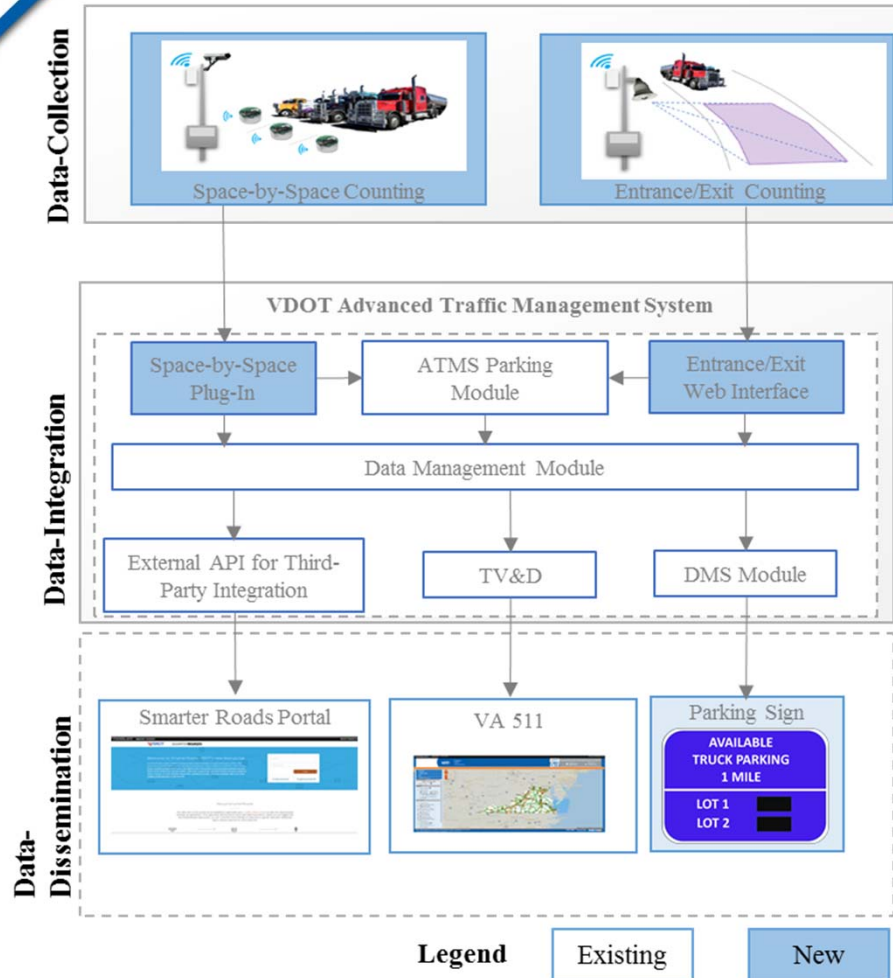 Data-Collection
Space-by-Space Counting
Entrance/Exit Counting
Data-Integration
VDOT Advanced Traffic Management System
Space-by-Space
Plug-In
ATMS Parking
Module
Entrance/Exit
Web Interface
Data Management Module
External API for Third-
Party Integration
TV&D
DMS Module
Data-
Dissemination
Smarter Roads Portal
VA 511
Parking Sign
AVAILABLE
TRUCK PARKING
1 MILE
LOT 1
LOT 2
Legend
Existing
New